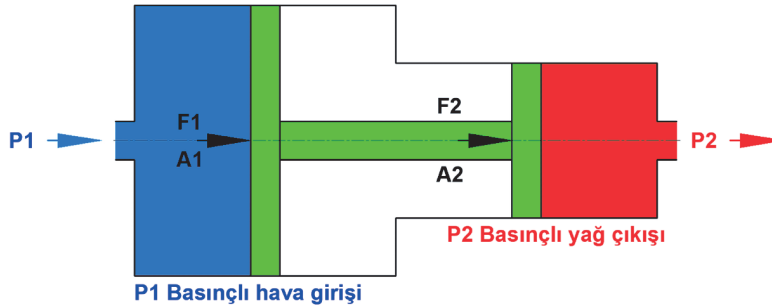 P1
F1
A1
F2
A2
P2
P2 Basınçlı yağ çıkışı
P1 Basınçlı hava girişi